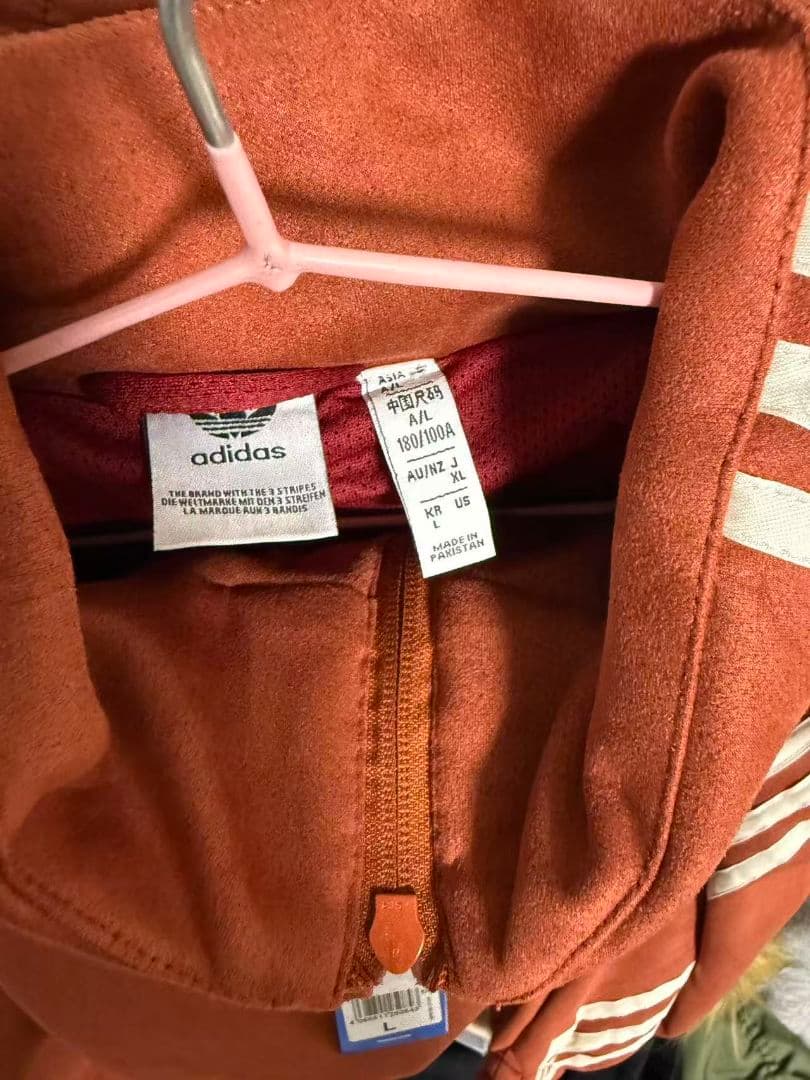 adidas
THE BRAND WITH THE 3 STRIPES
DIE WELTMARKE MIT DEN 3 STREIFEN
LA MARQUE AUX 3 BANDES
ASIA
A/L
中国尺码
A/L
180/100A
AU/NZ J
XL
KR US
L
MADE IN
PAKISTAN
L